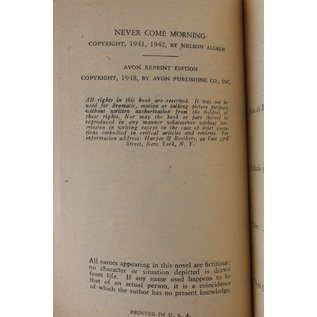 NEVER COME MORNING
COPYRIGHT, 1941, 1942, BY NELSON ALGREN
AVON REPRINT EDITION
COPYRIGHT, 1948, BY AVON PUBLISHING CO., INC.
All rights in this book are reserved. It may not be
used for dramatic, motion or talking picture purposes
without written authorization from the holder of
these rights. Nor may the book or part thereof be
reproduced in any manner whatsoever without per-
mission in writing except in the case of brief quo-
tations embodied in critical articles and reviews. For
information address: Harper & Brothers, 49 East 33rd
Street, New York, N. Y.
All names appearing in this novel are fictitious;
no character or situation depicted is drawn
from life. If any name used happens to be
that of an actual person, it is a coincidence
of which the author has no present knowledge.
PRINTED IN U. S. A.